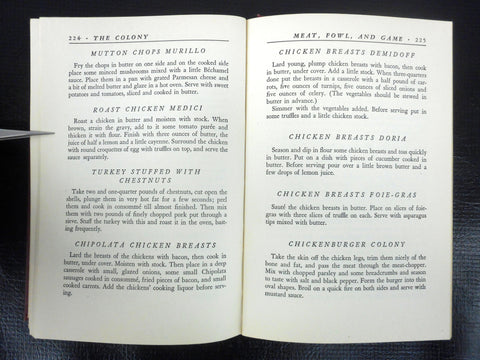 224 · THE COLONY
MUTTON CHOPS MURILLO
Fry the chops in butter on one side and on the cooked side
place some minced mushrooms mixed with a little Béchamel
sauce. Place in a pan with grated Parmesan cheese and
a bit of melted butter and glaze in a hot oven. Serve with
sweet potatoes and tomatoes, sliced and cooked in butter.
ROAST CHICKEN MEDICI
Roast a chicken in butter and moisten with stock. When
brown, strain the gravy, add to it some tomato purée and
thicken it with flour. Finish with three ounces of butter, the
juice of half a lemon and a little cayenne. Surround the chicken
with round croquettes of egg with truffles on top, and serve the
sauce separately.
TURKEY STUFFED WITH
CHESTNUTS
Take two and one-quarter pounds of chestnuts, cut open the
shells, plunge them in very hot fat for a few seconds; peel
them and cook in consommé till almost finished. Then mix
them with two pounds of finely chopped pork put through a
sieve. Stuff the turkey with this and roast it in the oven, bast-
ing frequently.
CHIPOLATA CHICKEN BREASTS
Lard the breasts of the chickens with bacon, then cook in
butter, under cover. Moisten with stock. Then place in a deep
casserole with small, glazed onions, some small Chipolata
sausages cooked in consommé, fried pieces of bacon, and small
cooked carrots. Add the chickens' cooking liquor before serv-
ing.
MEAT, FOWL, AND GAME · 225
CHICKEN BREASTS DEMIDOFF
Lard young, plump chicken breasts with bacon, then cook
in butter, under cover. Add a little stock. When three-quarters
done put the breasts in a casserole with a half pound of car-
rots, five ounces of turnips, five ounces of sliced onions and
five ounces of celery. (The vegetables should be stewed in
butter in advance.)
Simmer with the vegetables added. Before serving put in
some truffles and a little chicken stock.
CHICKEN BREASTS DORIA
Season and dip in flour some chicken breasts and toss quickly
in butter. Put on a dish with pieces of cucumber cooked in
butter. Before serving pour over a little brown butter and a
few drops of lemon juice.
CHICKEN BREASTS FOIE-GRAS
Sauté the chicken breasts in butter. Place on slices of foie-
gras with three slices of truffle on each. Serve with asparagus
tips mixed with butter.
CHICKENBURGER COLONY
Take the skin off the chicken legs, trim them nicely of the
bone and fat, and pass the meat through the meat-chopper.
Mix with chopped parsley and some breadcrumbs and season
to taste with salt and black pepper. Form the burger into thin
oval shapes. Broil on a quick fire on both sides and serve with
mustard sauce.